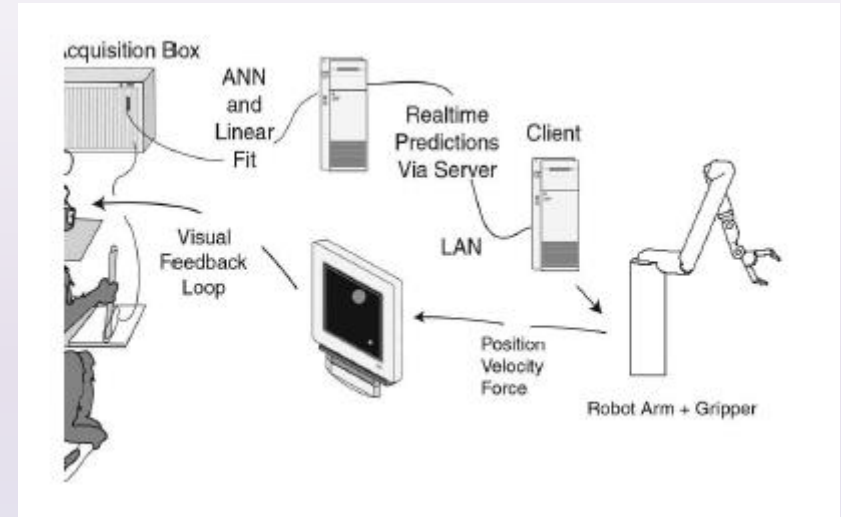 cquisition Box
ANN
and
Linear
Fit
Realtime
Predictions
Via Server
Client
LAN
Visual
Feedback
Loop
Position
Velocity
Force
Robot Arm + Gripper